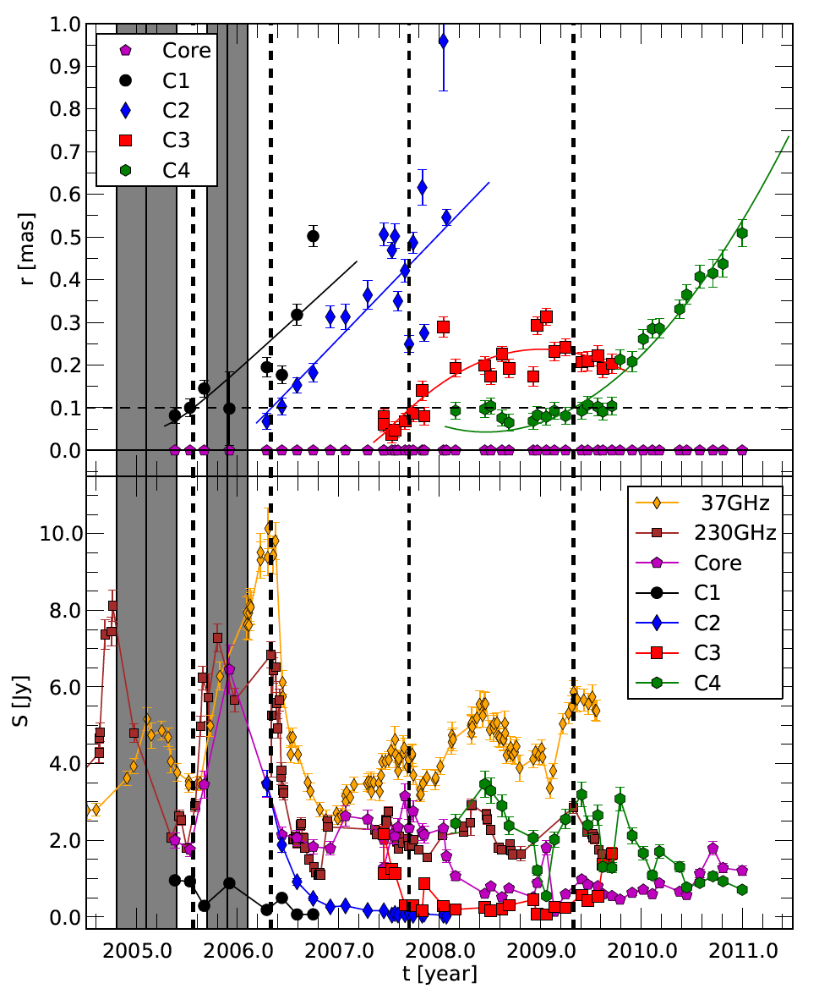 1.0
0.9
0.8
0.7
0.6
0.5
0.4
0.3
0.2
0.1
0.0
r [mas]
Core
C1
C2
C3
C4
10.0
8.0
6.0
4.0
2.0
0.0
S [Jy]
37GHz
230GHz
Core
C1
C2
C3
C4
2005.0 2006.0 2007.0 2008.0 2009.0 2010.0 2011.0
t [year]